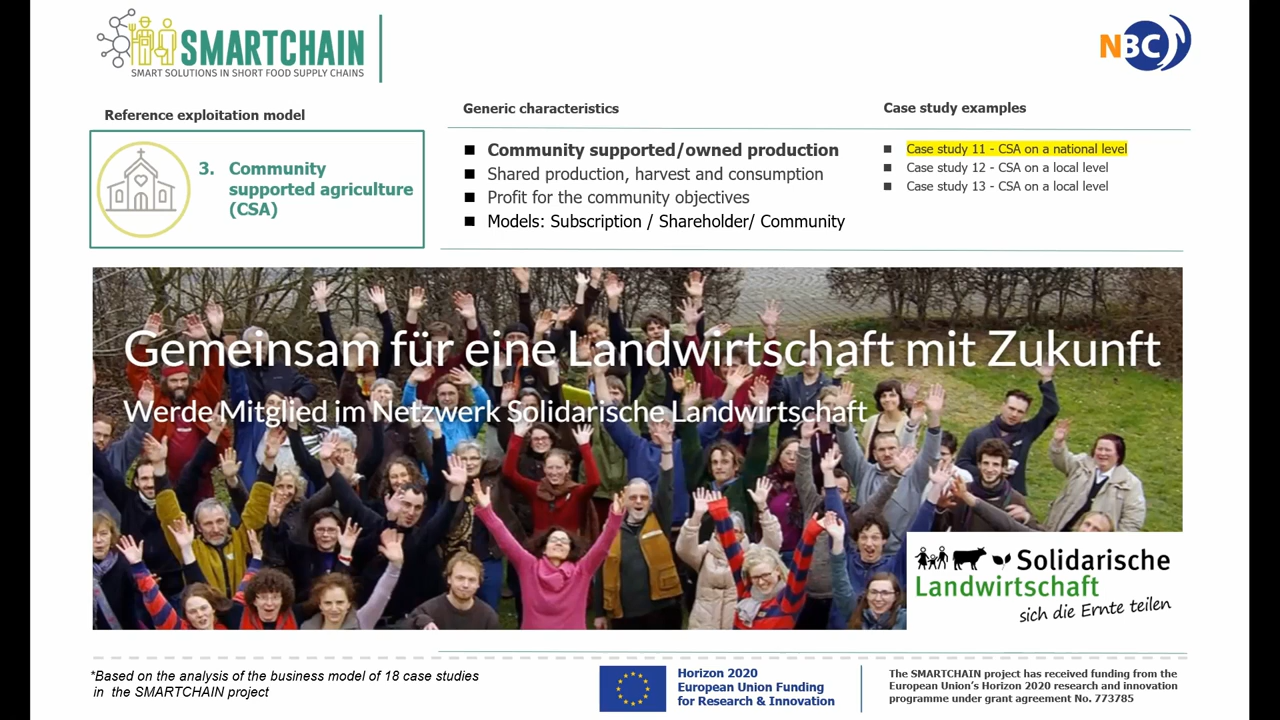 SMARTCHAIN
SMART SOLUTIONS IN SHORT FOOD SUPPLY CHAINS
NBC
Reference exploitation model
3. Community
supported agriculture
(CSA)
Generic characteristics
■ Community supported/owned production
■ Shared production, harvest and consumption
■ Profit for the community objectives
■ Models: Subscription / Shareholder/ Community
Case study examples
■ Case study 11 - CSA on a national level
■ Case study 12 - CSA on a local level
■ Case study 13 - CSA on a local level
Gemeinsam für eine Landwirtschaft mit Zukunft
Werde Mitglied im Netzwerk Solidarische Landwirtschaft
Solidarische
Landwirtschaft
sich die Ernte teilen
*Based on the analysis of the business model of 18 case studies
in the SMARTCHAIN project
Horizon 2020
European Union Funding
for Research & Innovation
The SMARTCHAIN project has received funding from the
European Union's Horizon 2020 research and innovation
programme under grant agreement No. 773785